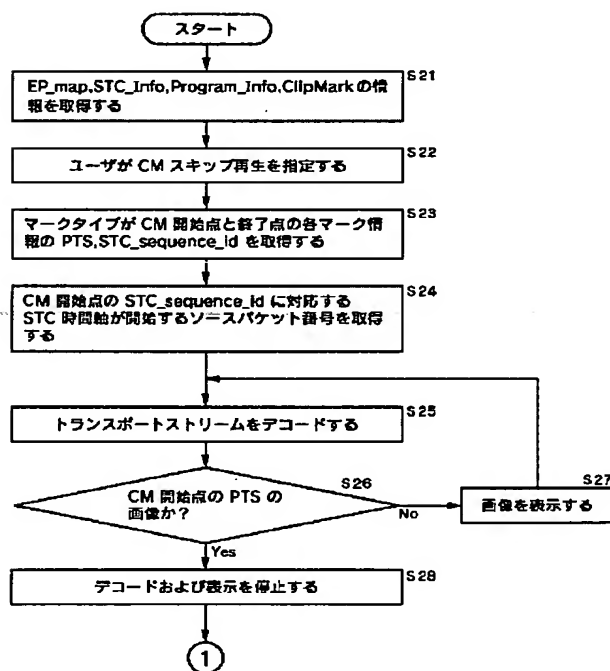 スタート
S21
EP_map,STC_Info,Program_Info,ClipMarkの情
報を取得する
S22
ユーザが CM スキップ再生を指定する
S23
マークタイプが CM 開始点と終了点の各マーク情
報の PTS,STC_sequence_id を取得する
S24
CM 開始点の STC_sequence_id に対応する
STC 時間軸が開始するソースパケット番号を取得
する
S25
トランスポートストリームをデコードする
S26
CM 開始点の PTS の
画像か?
No
S27
画像を表示する
Yes
S28
デコードおよび表示を停止する
1